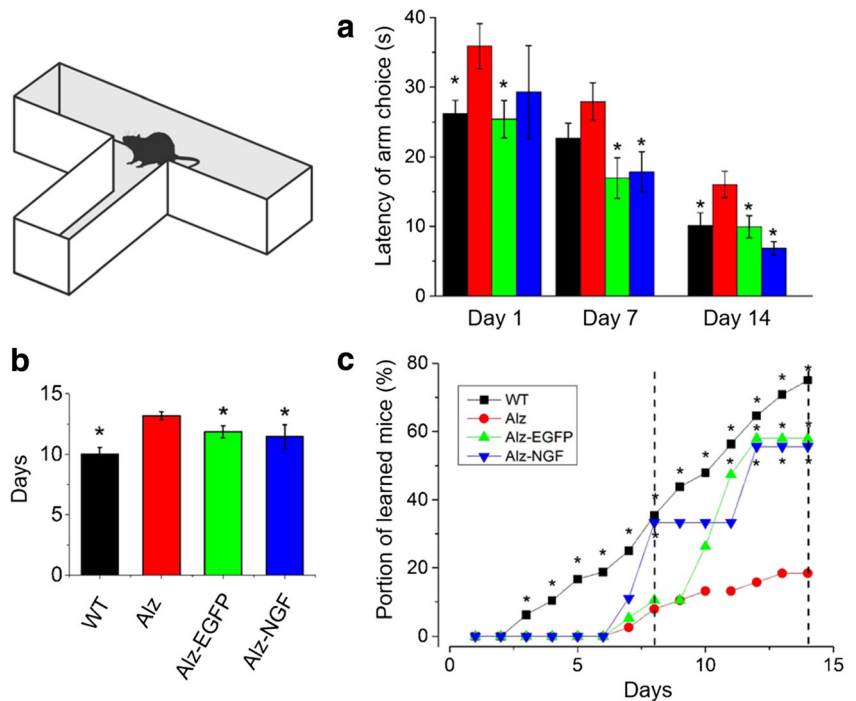 a
Latency of arm choice (s)
40
30
20
10
0
* * * * * * *
Day 1 Day 7 Day 14
b
Days
15
10
5
0
* * *
WT Alz Alz-EGFP Alz-NGF
c
Portion of learned mice (%)
80
60
40
20
0
WT
Alz
Alz-EGFP
Alz-NGF
0 5 10 15
Days